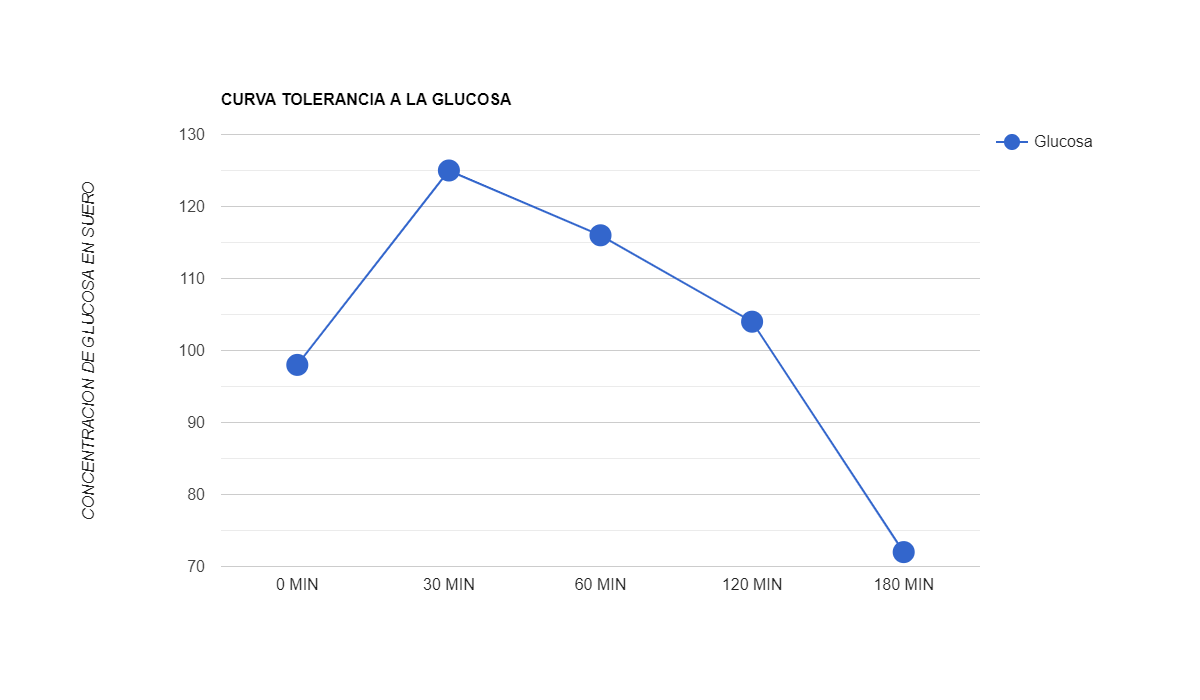 CURVA TOLERANCIA A LA GLUCOSA
Glucosa
CONCENTRACION DE GLUCOSA EN SUERO
130
120
110
100
90
80
70
0 MIN
30 MIN
60 MIN
120 MIN
180 MIN